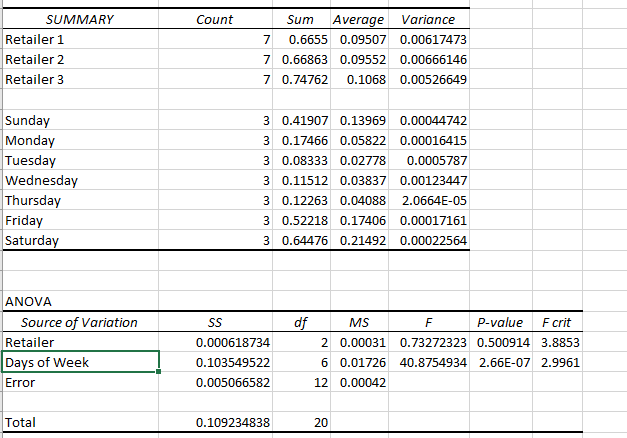 SUMMARY Count Sum Average Variance
Retailer 1 7 0.6655 0.09507 0.00617473
Retailer 2 7 0.66863 0.09552 0.00666146
Retailer 3 7 0.74762 0.1068 0.00526649
Sunday 3 0.41907 0.13969 0.00044742
Monday 3 0.17466 0.05822 0.00016415
Tuesday 3 0.08333 0.02778 0.0005787
Wednesday 3 0.11512 0.03837 0.00123447
Thursday 3 0.12263 0.04088 2.0664E-05
Friday 3 0.52218 0.17406 0.00017161
Saturday 3 0.64476 0.21492 0.00022564
ANOVA
Source of Variation SS df MS F P-value F crit
Retailer 0.000618734 2 0.00031 0.73272323 0.500914 3.8853
Days of Week 0.103549522 6 0.01726 40.8754934 2.66E-07 2.9961
Error 0.005066582 12 0.00042
Total 0.109234838 20